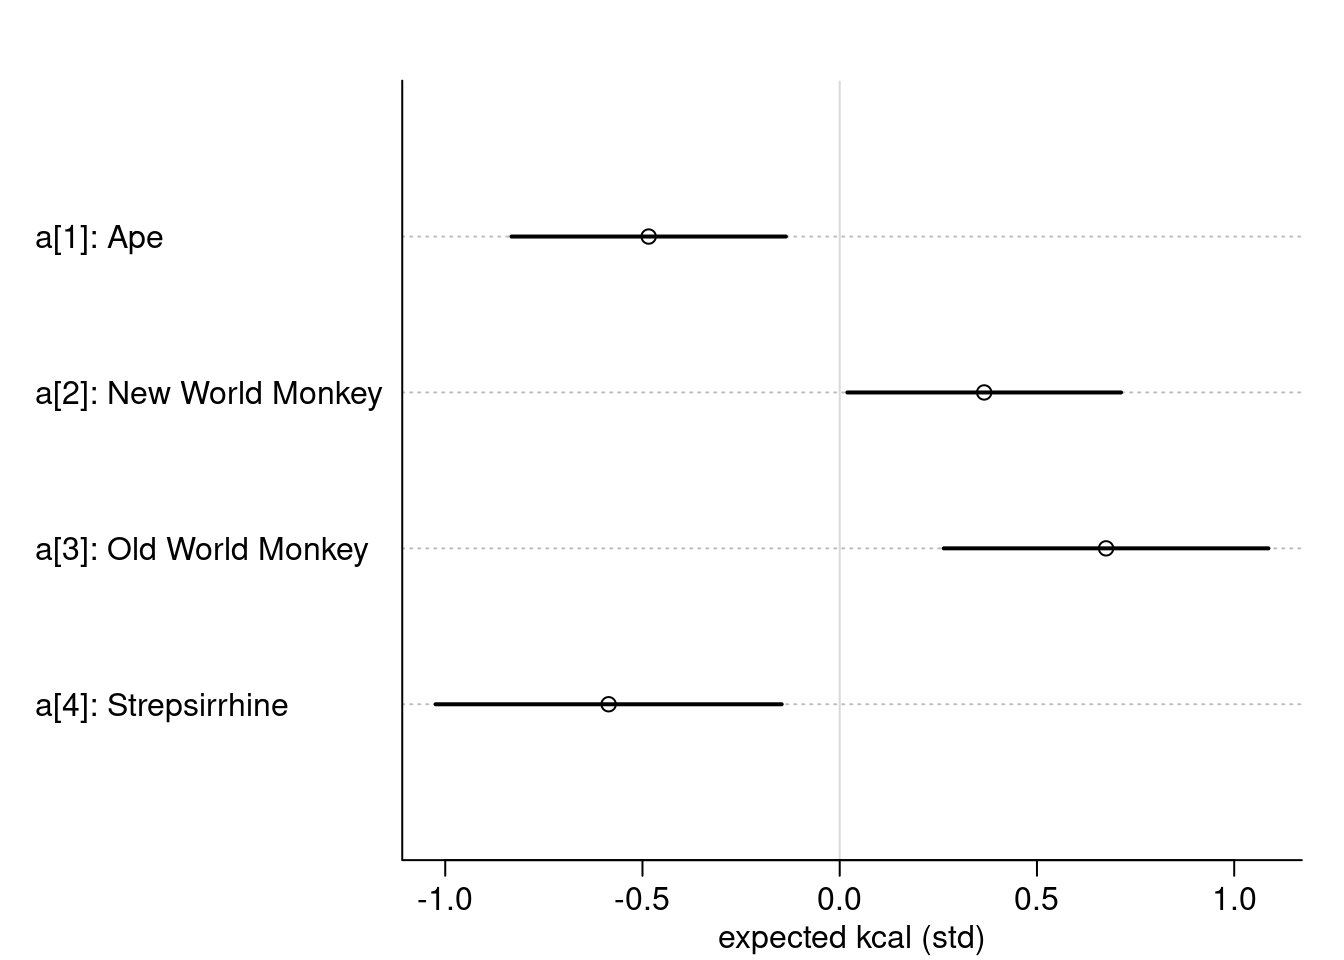 a[1]: Ape
a[2]: New World Monkey
a[3]: Old World Monkey
a[4]: Strepsirrhine
-1.0 -0.5 0.0 0.5 1.0
expected kcal (std)